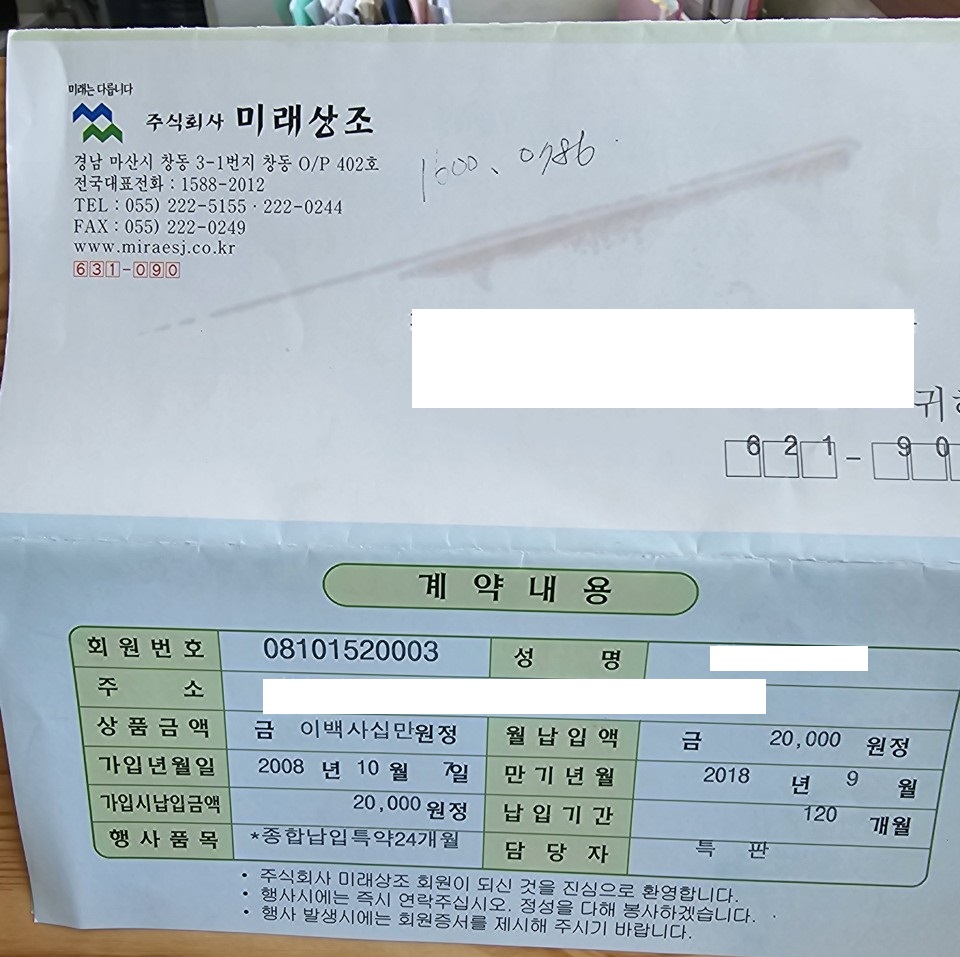 미래는 다릅니다
주식회사 미래상조
경남 마산시 창동 3-1번지 창동 O/P 402호
전국대표전화 : 1588-2012
TEL : 055) 222-5155 · 222-0244
FAX : 055) 222-0249
www.miraesj.co.kr
631-090
1600. 0786
귀하
621-90
계약내용
회원번호 08101520003 성명
주소
상품금액 금 이백사십만원정 월납입액 금 20,000 원정
가입년월일 2008 년 10 월 7일 만기년월 2018 년 9 월
가입시납입금액 20,000 원정 납입기간 120 개월
행사품목 *종합납입특약24개월 담당자 특판
• 주식회사 미래상조 회원이 되신 것을 진심으로 환영합니다.
• 행사시에는 즉시 연락주십시오. 정성을 다해 봉사하겠습니다.
• 행사 발생시에는 회원증서를 제시해 주시기 바랍니다.